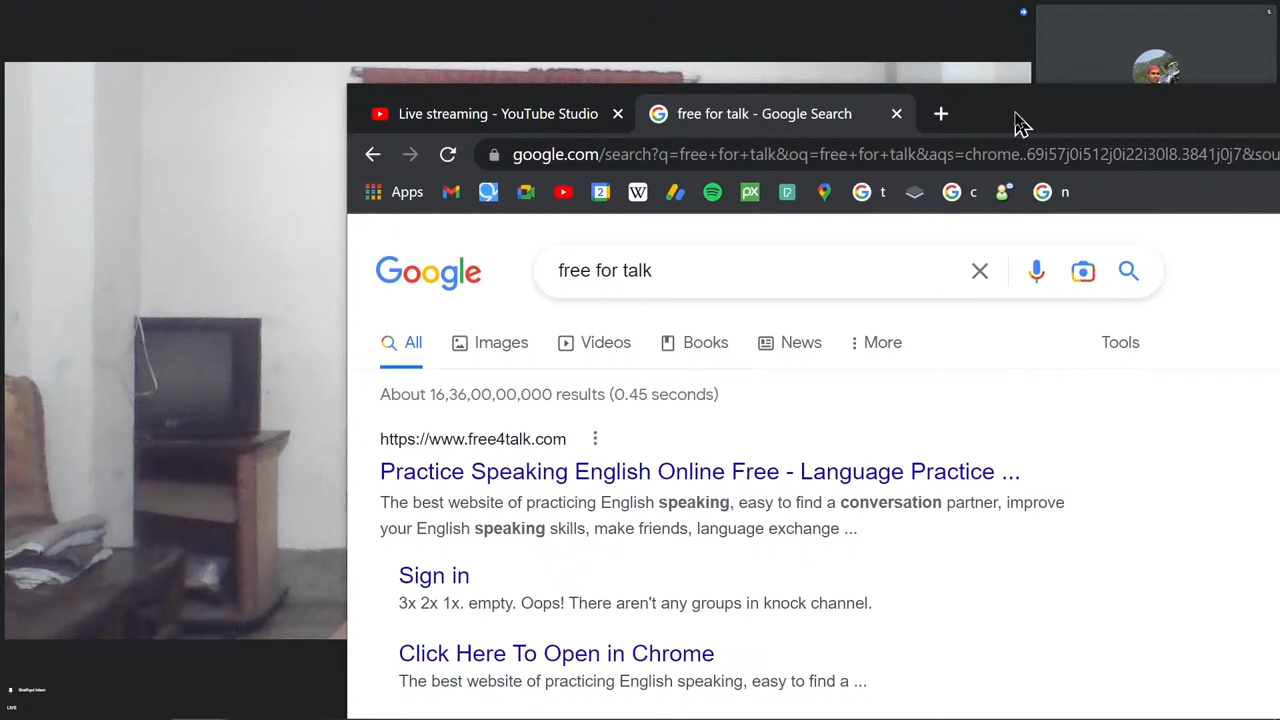 Live streaming - YouTube Studio
free for talk - Google Search
google.com/search?q=free+for+talk&oq=free+for+talk&aqs=chrome..69i57j0i512j0i22i30l8.3841j0j7&sou
Apps
t
c
n
Google
free for talk
All
Images
Videos
Books
News
More
Tools
About 16,36,00,00,000 results (0.45 seconds)
https://www.free4talk.com
Practice Speaking English Online Free - Language Practice ...
The best website of practicing English speaking, easy to find a conversation partner, improve
your English speaking skills, make friends, language exchange ...
Sign in
3x 2x 1x. empty. Oops! There aren't any groups in knock channel.
Click Here To Open in Chrome
The best website of practicing English speaking, easy to find a ...
LIVE